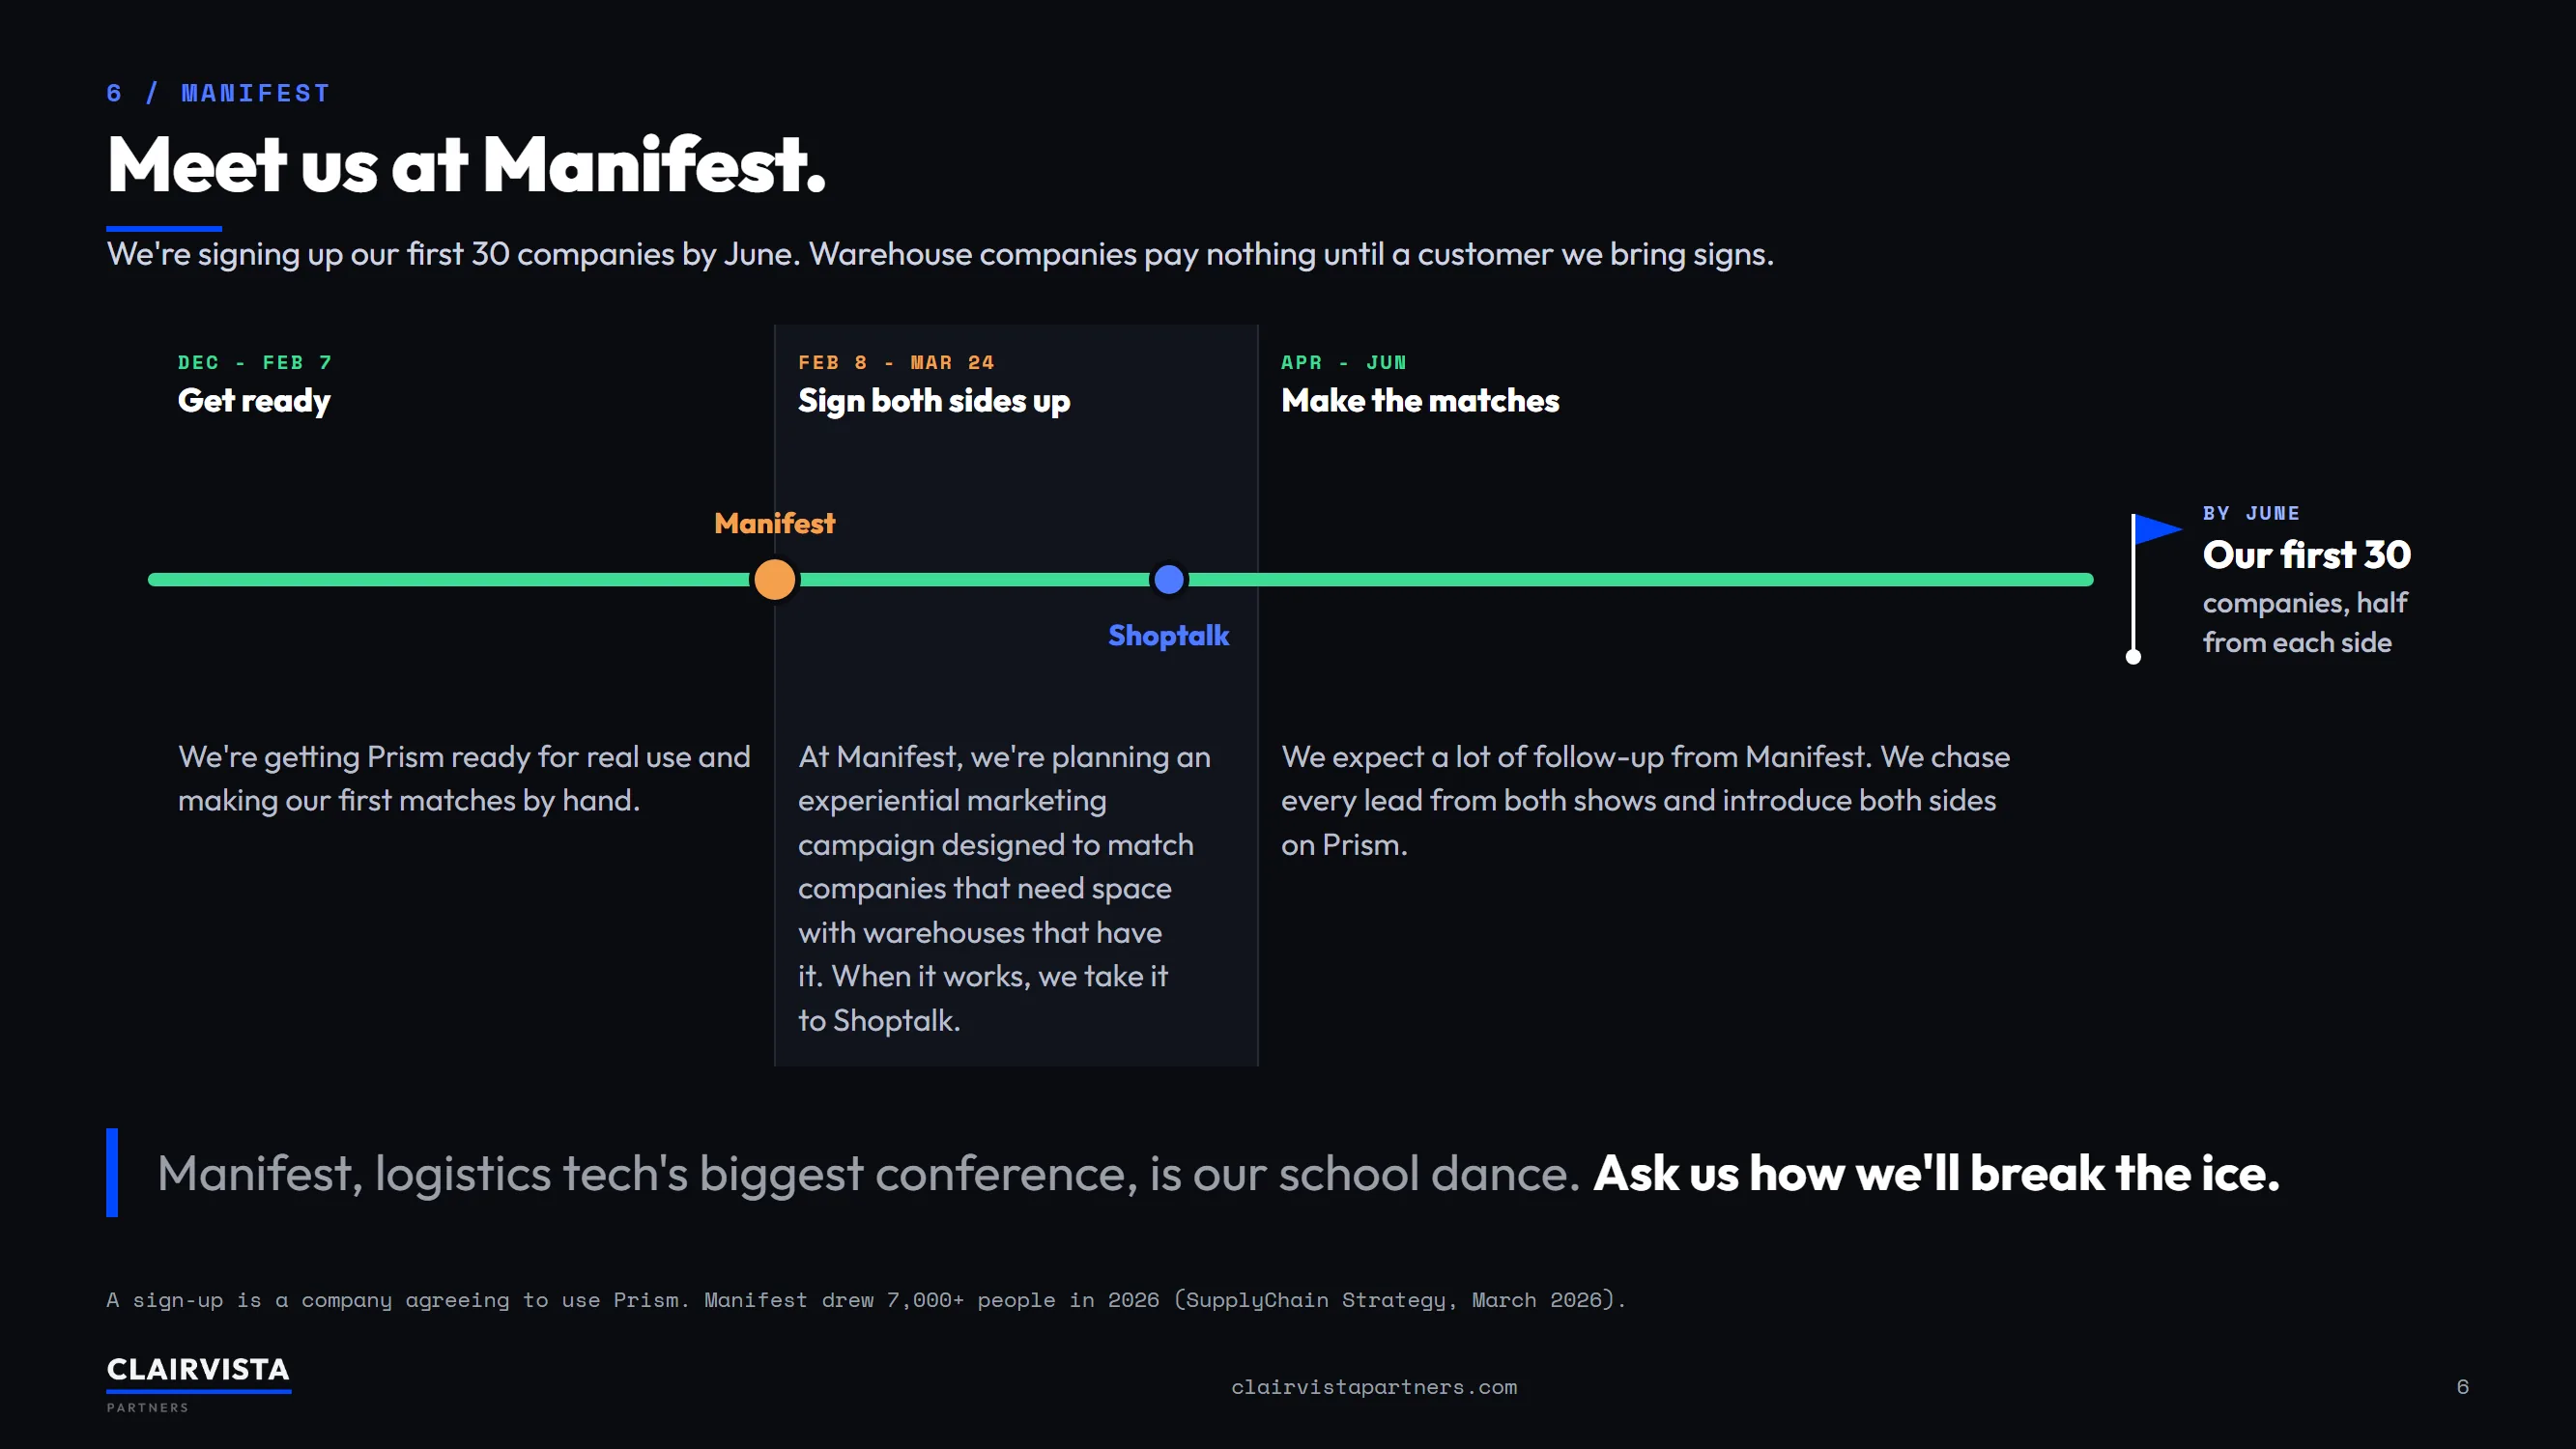 6 / MANIFEST
Meet us at Manifest.
We're signing up our first 30 companies by June. Warehouse companies pay nothing until a customer we bring signs.
DEC - FEB 7
Get ready
FEB 8 - MAR 24
Sign both sides up
APR - JUN
Make the matches
Manifest
Shoptalk
BY JUNE
Our first 30
companies, half
from each side
We're getting Prism ready for real use and
making our first matches by hand.
At Manifest, we're planning an
experiential marketing
campaign designed to match
companies that need space
with warehouses that have
it. When it works, we take it
to Shoptalk.
We expect a lot of follow-up from Manifest. We chase
every lead from both shows and introduce both sides
on Prism.
Manifest, logistics tech's biggest conference, is our school dance. Ask us how we'll break the ice.
A sign-up is a company agreeing to use Prism. Manifest drew 7,000+ people in 2026 (SupplyChain Strategy, March 2026).
CLAIRVISTA
PARTNERS
clairvistapartners.com
6